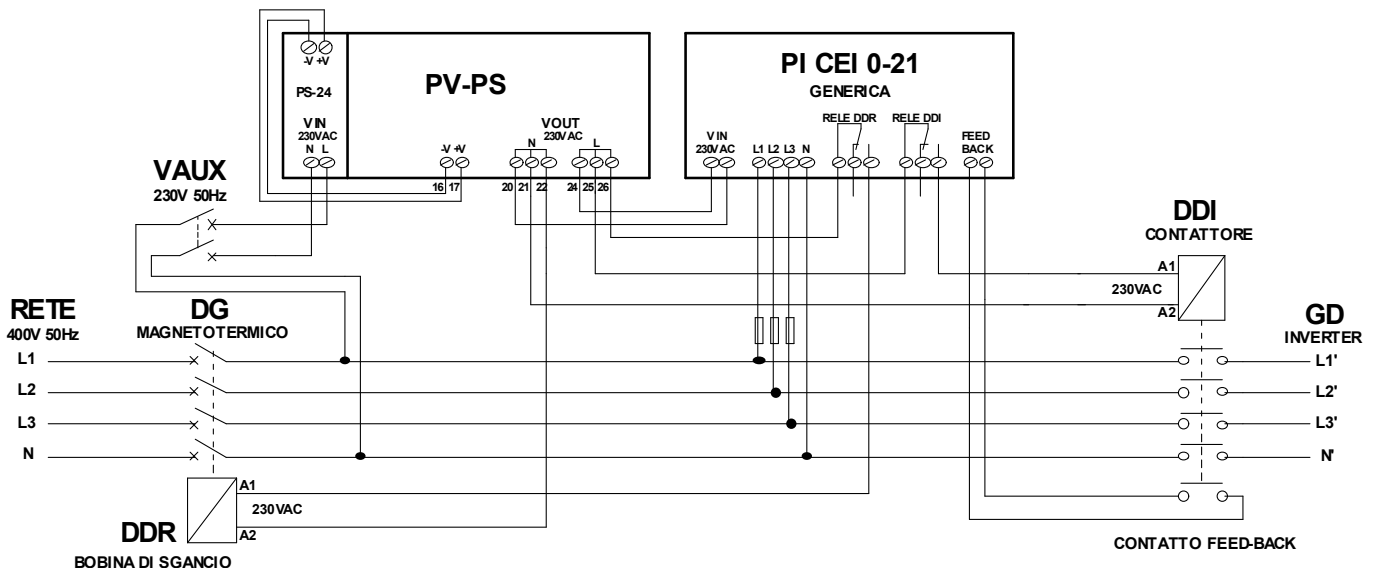 -V +V
PS-24
V IN
230VAC
N L
PV-PS
VOUT
230VAC
N
L
-V +V
16 17
20 21 22
24 25 26
PI CEI 0-21
GENERICA
RELE DDR
RELE DDI
V IN
230VAC
L1 L2 L3 N
FEED
BACK
VAUX
230V 50Hz
DDI
CONTATTORE
A1
230VAC
A2
RETE
400V 50Hz
DG
MAGNETOTERMICO
GD
INVERTER
L1
L1'
L2
L2'
L3
L3'
N
N'
A1
230VAC
A2
DDR
BOBINA DI SGANCIO
CONTATTO FEED-BACK